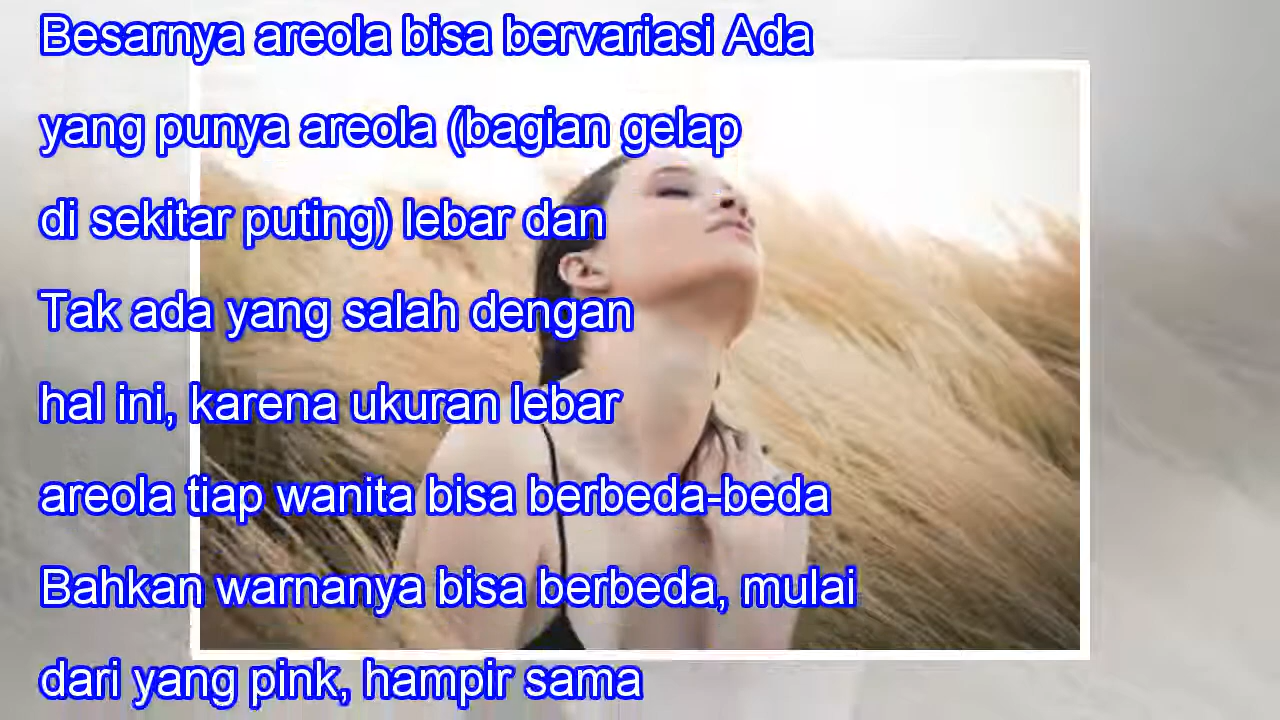 Besarnya areola bisa bervariasi Ada
yang punya areola (bagian gelap
di sekitar puting) lebar dan
Tak ada yang salah dengan
hal ini, karena ukuran lebar
areola tiap wanita bisa berbeda-beda
Bahkan warnanya bisa berbeda, mulai
dari yang pink, hampir sama